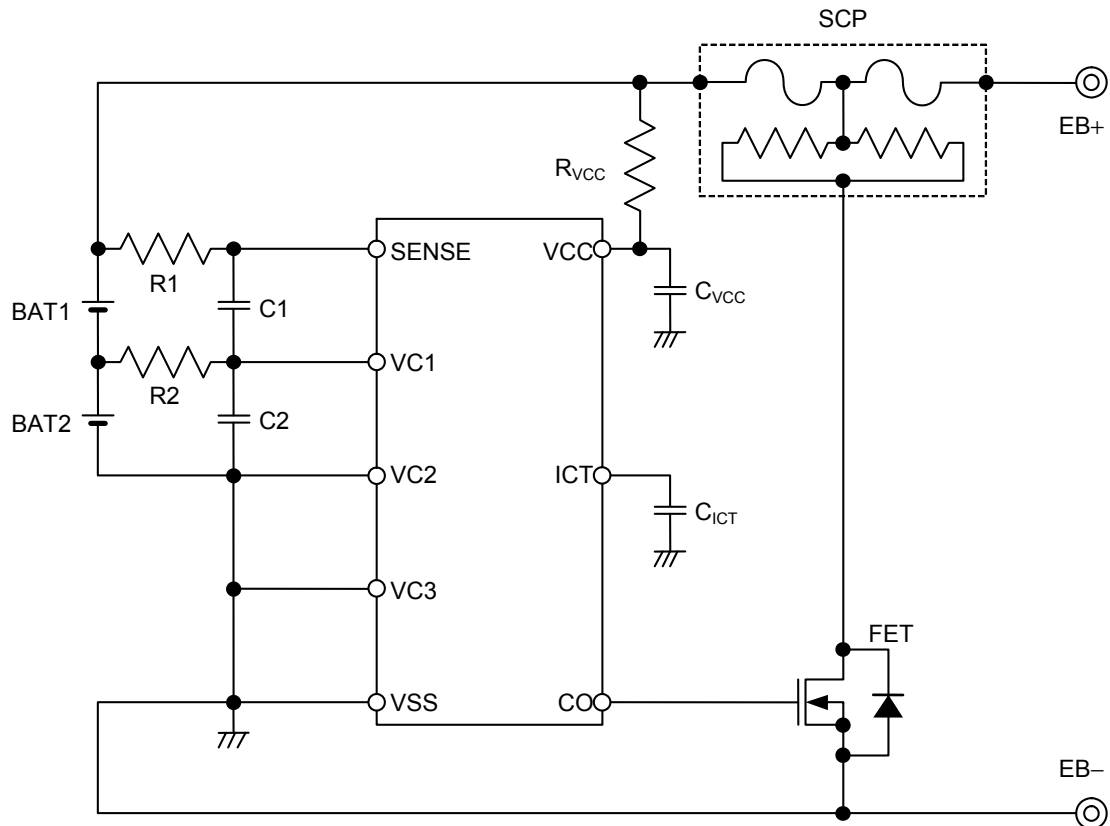 SCP
EB+
RVCC
SENSE
VCC
R1
BAT1
C1
CVCC
VC1
R2
BAT2
C2
VC2
ICT
CICT
VC3
FET
VSS
CO
EB−